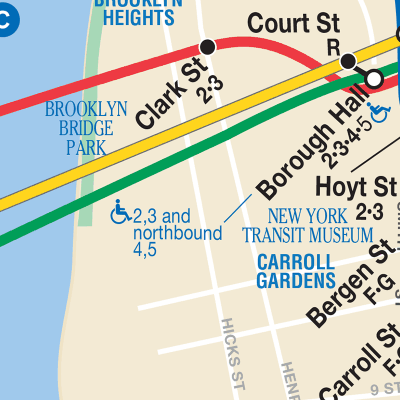 BROOKLYN
HEIGHTS
C
Court St
R
Clark St
2·3
BROOKLYN
BRIDGE
PARK
Borough Hall
2·3·4·5
Hoyt St
2·3
2,3 and
northbound
4,5
NEW YORK
TRANSIT MUSEUM
CARROLL
GARDENS
Bergen St
F·G
Carroll St
F·G
HICKS ST
HENR
9 ST